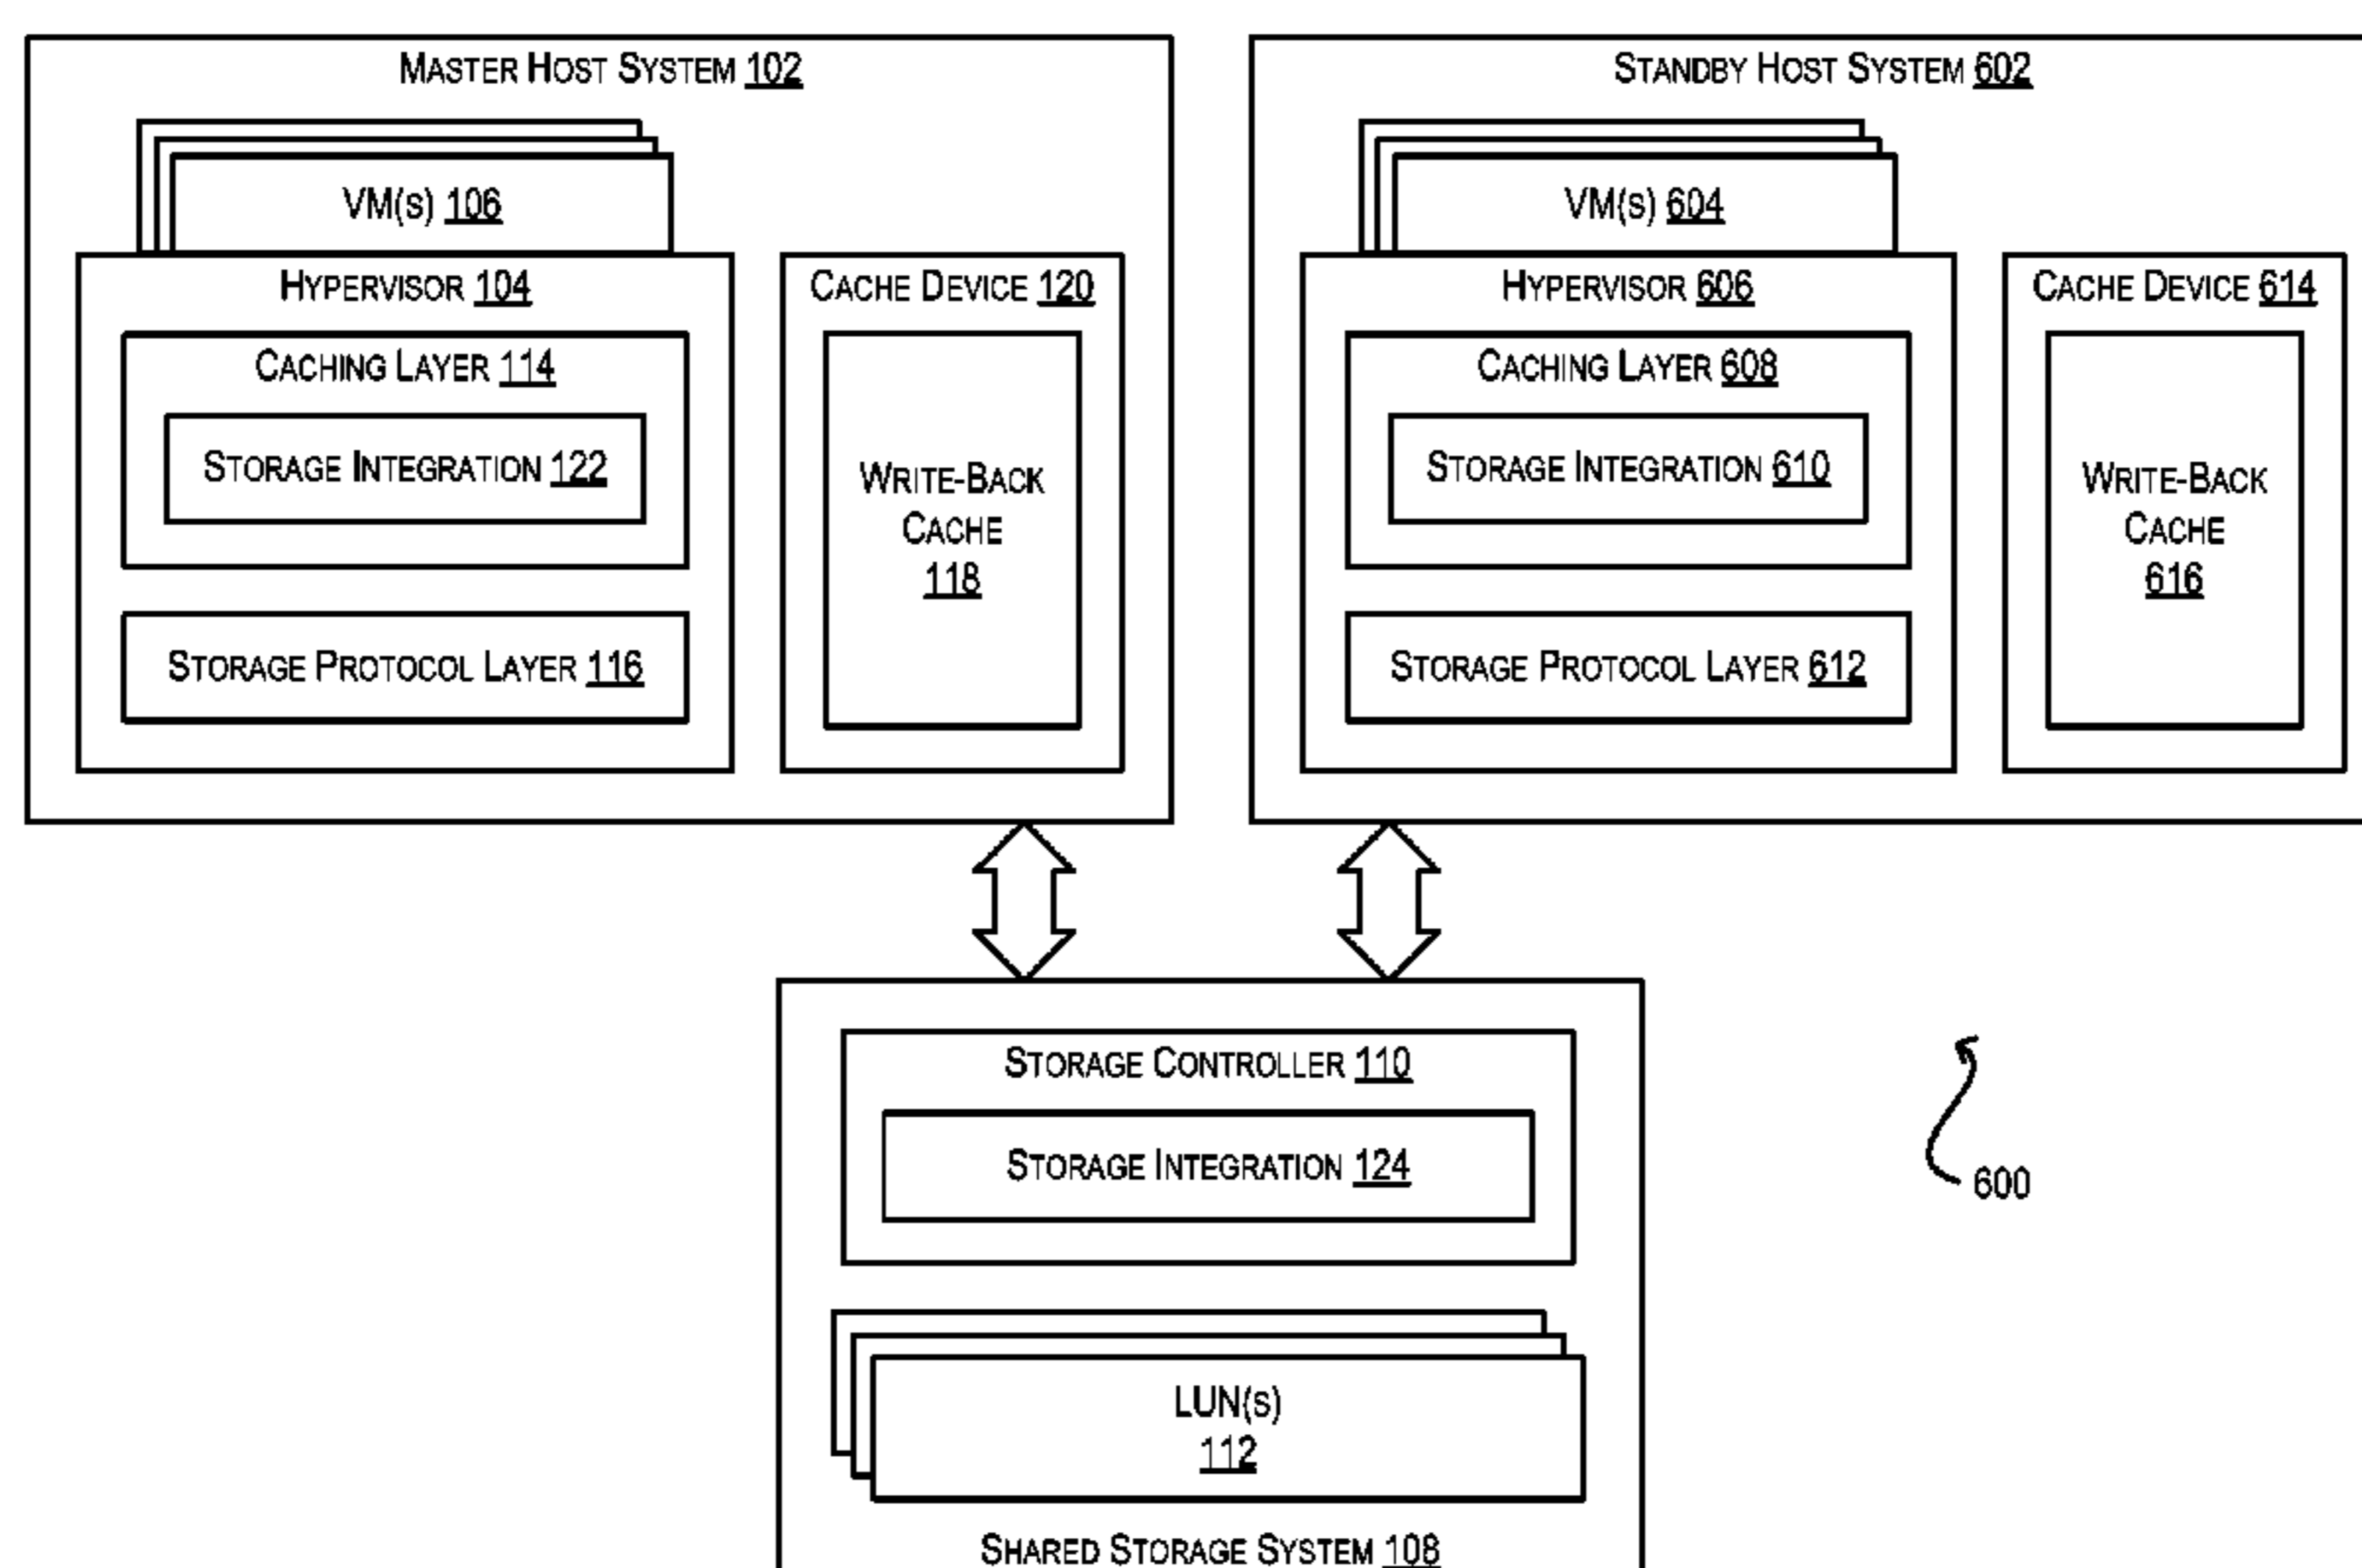 MASTER HOST SYSTEM 102
VM(S) 106
HYPERVISOR 104
CACHING LAYER 114
STORAGE INTEGRATION 122
STORAGE PROTOCOL LAYER 116
CACHE DEVICE 120
WRITE-BACK
CACHE
118
STANDBY HOST SYSTEM 602
VM(S) 604
HYPERVISOR 606
CACHING LAYER 608
STORAGE INTEGRATION 610
STORAGE PROTOCOL LAYER 612
CACHE DEVICE 614
WRITE-BACK
CACHE
616
STORAGE CONTROLLER 110
STORAGE INTEGRATION 124
LUN(S)
112
SHARED STORAGE SYSTEM 108
600